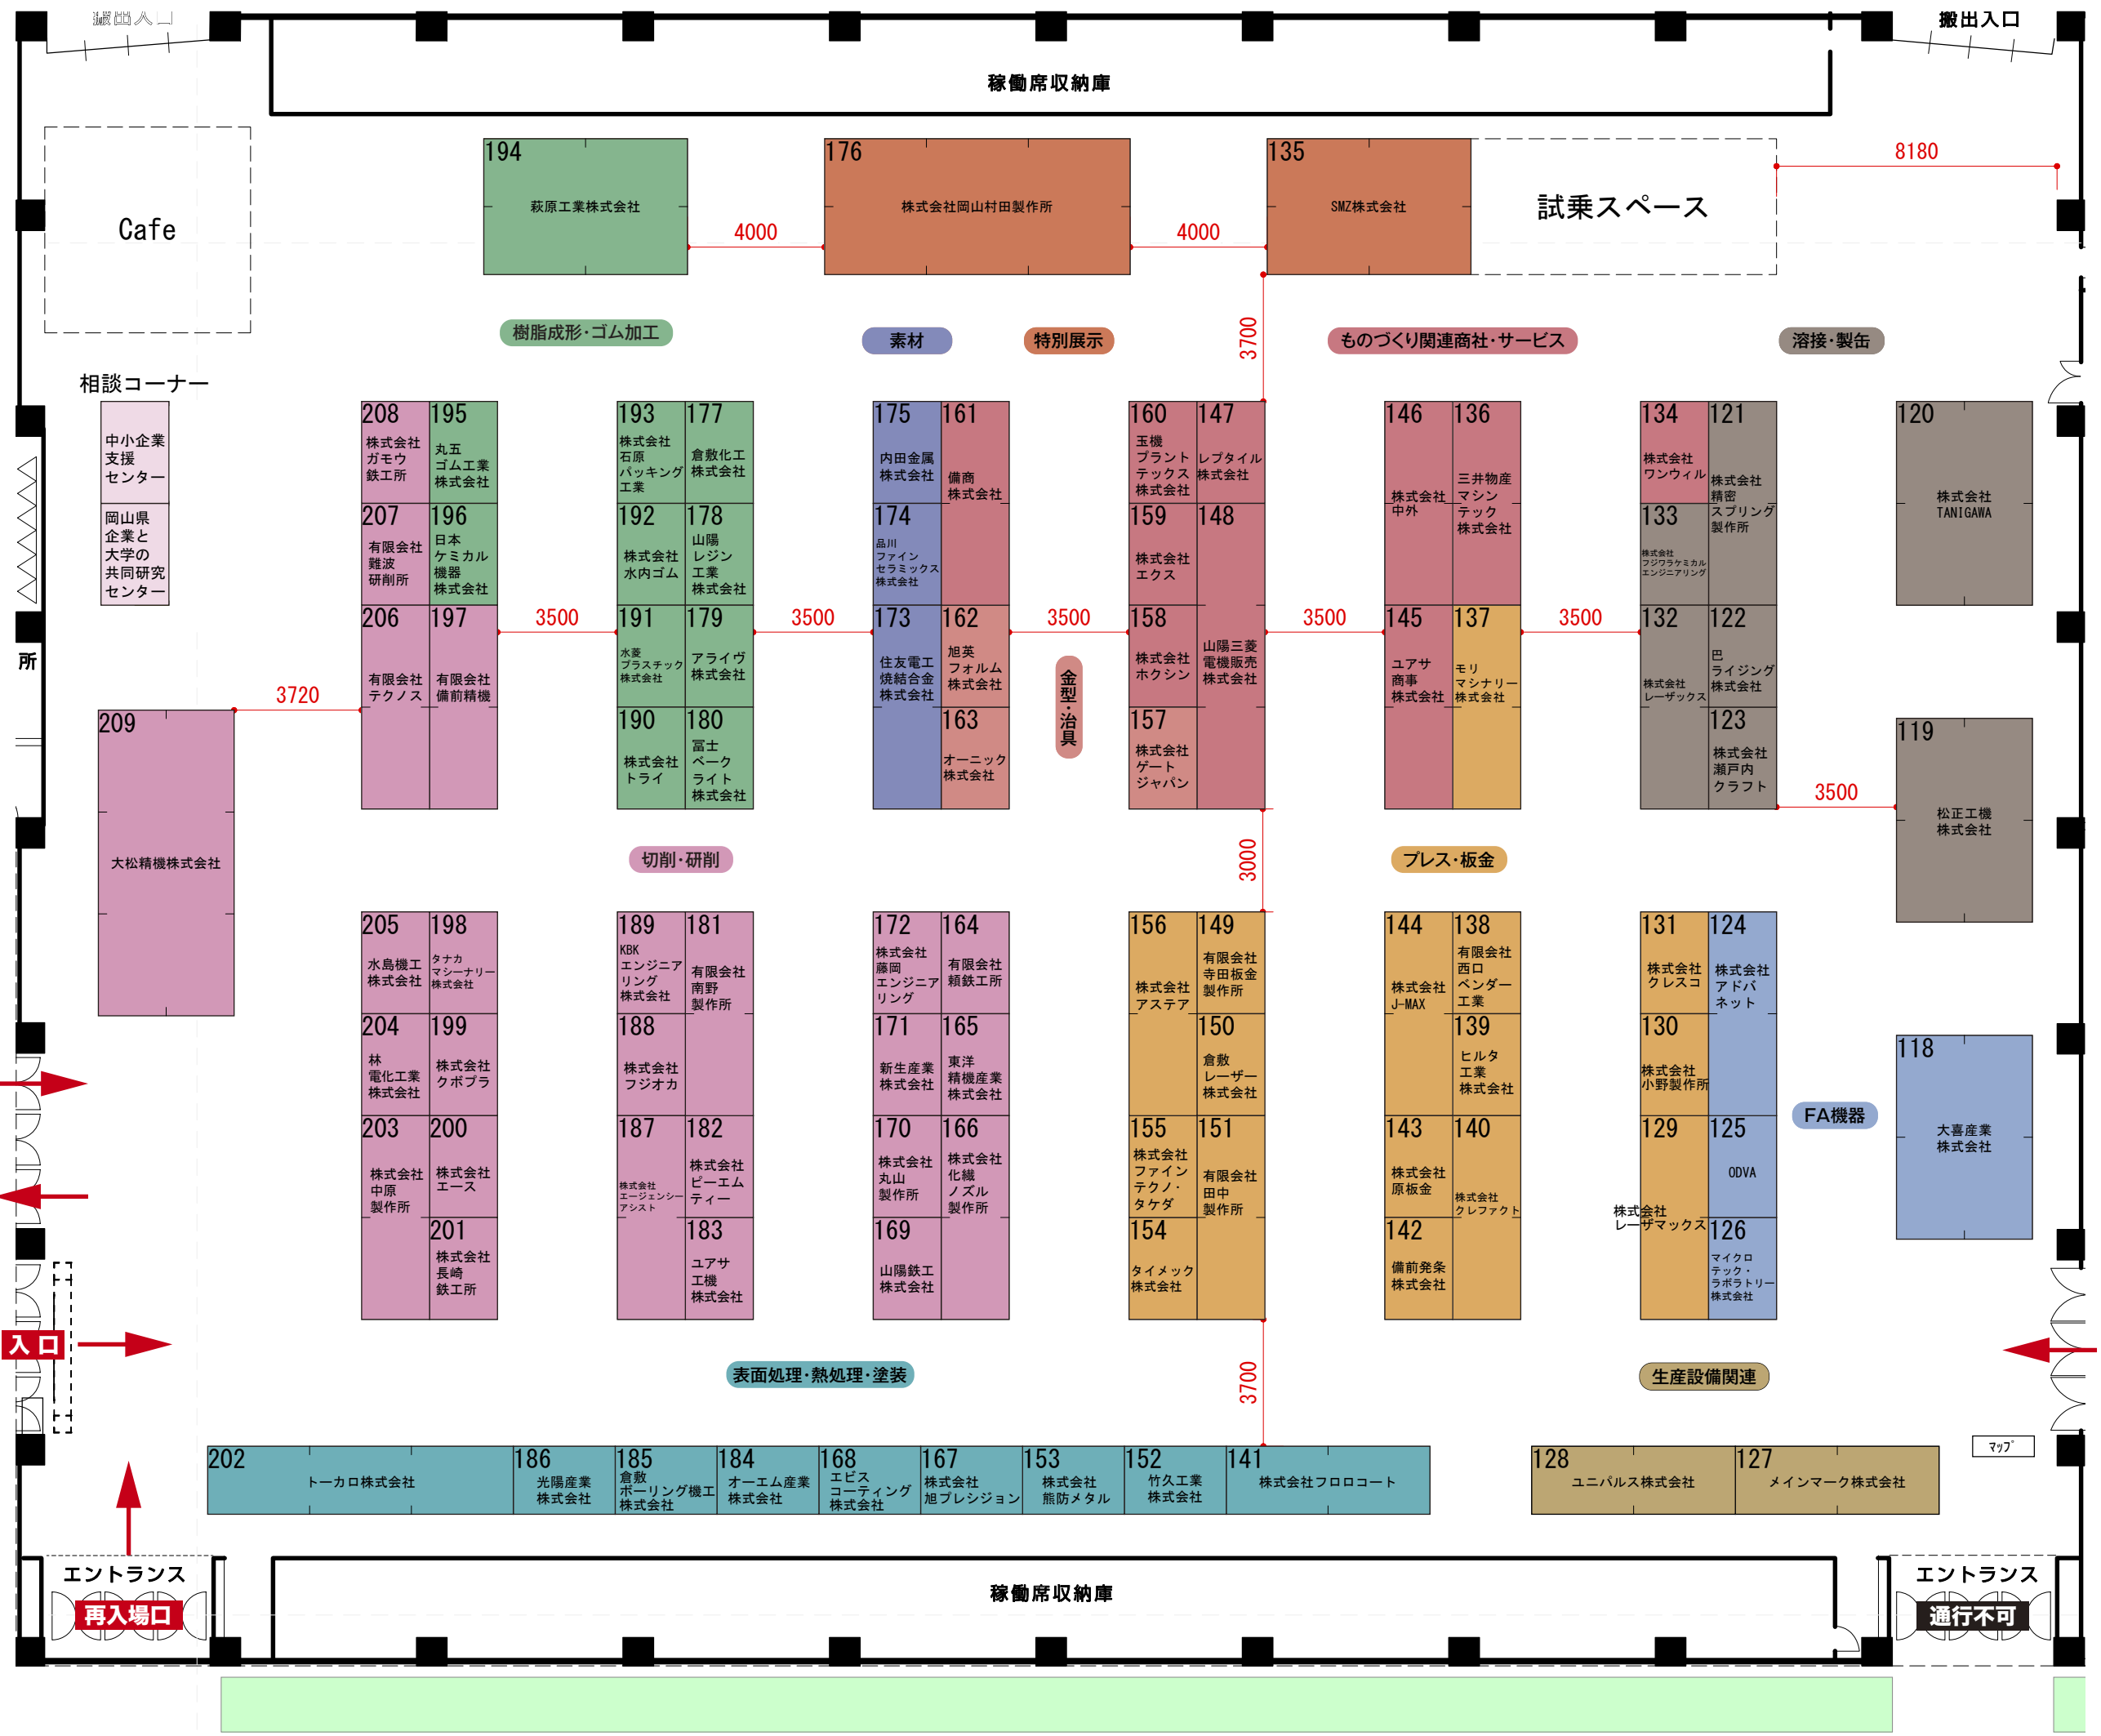 搬出入口
搬出入口
稼働席収納庫
Cafe
194
萩原工業株式会社
4000
176
株式会社岡山村田製作所
4000
135
SMZ株式会社
試乗スペース
8180
3700
樹脂成形・ゴム加工
素材
特別展示
ものづくり関連商社・サービス
溶接・製缶
相談コーナー
中小企業
支援
センター
岡山県
企業と
大学の
共同研究
センター
208
株式会社
ガモウ
鉄工所
195
丸五
ゴム工業
株式会社
207
有限会社
難波
研削所
196
日本
ケミカル
機器
株式会社
206
有限会社
テクノス
197
有限会社
備前精機
3500
193
株式会社
石原
パッキング
工業
177
倉敷化工
株式会社
192
株式会社
水内ゴム
178
山陽
レジン
工業
株式会社
191
水菱
プラスチック
株式会社
179
アライヴ
株式会社
190
株式会社
トライ
180
冨士
ベーク
ライト
株式会社
3500
175
内田金属
株式会社
161
備商
株式会社
174
品川
ファイン
セラミックス
株式会社
173
住友電工
焼結合金
株式会社
162
旭英
フォルム
株式会社
163
オーニック
株式会社
3500
金型・治具
160
玉機
プラント
テックス
株式会社
147
レプタイル
株式会社
159
株式会社
エクス
148
山陽三菱
電機販売
株式会社
158
株式会社
ホクシン
157
株式会社
ゲート
ジャパン
3500
146
株式会社
中外
136
三井物産
マシン
テック
株式会社
145
ユアサ
商事
株式会社
137
モリ
マシナリー
株式会社
3500
134
株式会社
ワンウィル
121
株式会社
精密
スプリング
製作所
133
株式会社
フジワラケミカル
エンジニアリング
132
株式会社
レーザックス
122
巴
ライジング
株式会社
123
株式会社
瀬戸内
クラフト
120
株式会社
TANIGAWA
119
松正工機
株式会社
3500
所
3720
209
大松精機株式会社
切削・研削
3000
プレス・板金
205
水島機工
株式会社
198
タナカ
マシーナリー
株式会社
204
林
電化工業
株式会社
199
株式会社
クボプラ
203
株式会社
中原
製作所
200
株式会社
エース
201
株式会社
長崎
鉄工所
189
KBK
エンジニア
リング
株式会社
181
有限会社
南野
製作所
188
株式会社
フジオカ
187
株式会社
エージェンシー
アシスト
182
株式会社
ピーエム
ティー
183
ユアサ
工機
株式会社
172
株式会社
藤岡
エンジニア
リング
164
有限会社
頼鉄工所
171
新生産業
株式会社
165
東洋
精機産業
株式会社
170
株式会社
丸山
製作所
166
株式会社
化繊
ノズル
製作所
169
山陽鉄工
株式会社
156
株式会社
アステア
149
有限会社
寺田板金
製作所
150
倉敷
レーザー
株式会社
155
株式会社
ファイン
テクノ・
タケダ
151
有限会社
田中
製作所
154
タイメック
株式会社
144
株式会社
J-MAX
138
有限会社
西口
ベンダー
工業
139
ヒルタ
工業
株式会社
143
株式会社
原板金
140
株式会社
クレファクト
142
備前発条
株式会社
131
株式会社
クレスコ
124
株式会社
アドバ
ネット
130
株式会社
小野製作所
129
株式会社
レーザマックス
125
ODVA
126
マイクロ
テック・
ラボラトリー
株式会社
FA機器
118
大喜産業
株式会社
入口
表面処理・熱処理・塗装
3700
生産設備関連
マップ
202
トーカロ株式会社
186
光陽産業
株式会社
185
倉敷
ボーリング機工
株式会社
184
オーエム産業
株式会社
168
エビス
コーティング
株式会社
167
株式会社
旭プレシジョン
153
株式会社
熊防メタル
152
竹久工業
株式会社
141
株式会社フロロコート
128
ユニパルス株式会社
127
メインマーク株式会社
エントランス
再入場口
稼働席収納庫
エントランス
通行不可